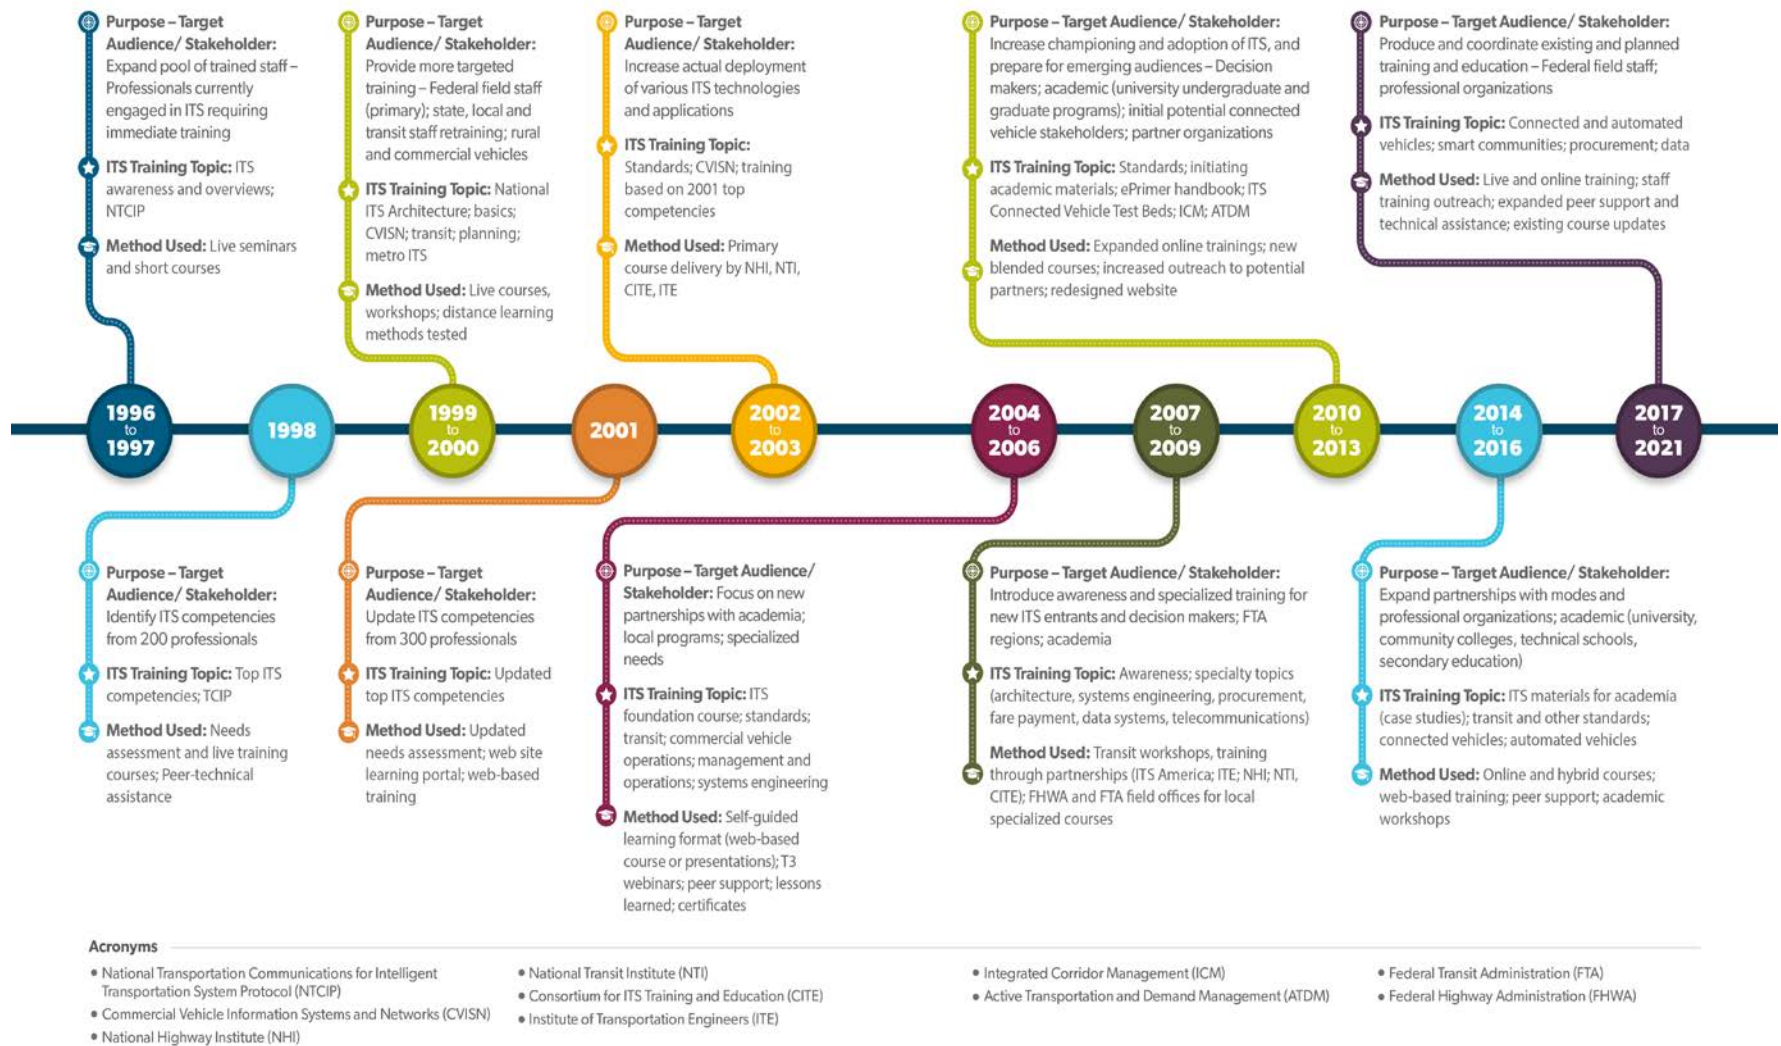 Purpose – Target
Audience/ Stakeholder:
Expand pool of trained staff –
Professionals currently
engaged in ITS requiring
immediate training
ITS Training Topic: ITS
awareness and overviews;
NTCIP
Method Used: Live seminars
and short courses
Purpose – Target
Audience/ Stakeholder:
Provide more targeted
training – Federal field staff
(primary); state, local and
transit staff retraining; rural
and commercial vehicles
ITS Training Topic: National
ITS Architecture; basics;
CVISN; transit; planning;
metro ITS
Method Used: Live courses,
workshops; distance learning
methods tested
Purpose – Target
Audience/ Stakeholder:
Increase actual deployment
of various ITS technologies
and applications
ITS Training Topic:
Standards; CVISN; training
based on 2001 top
competencies
Method Used: Primary
course delivery by NHI, NTI,
CITE, ITE
Purpose – Target Audience/ Stakeholder:
Increase championing and adoption of ITS, and
prepare for emerging audiences – Decision
makers; academic (university undergraduate and
graduate programs); initial potential connected
vehicle stakeholders; partner organizations
ITS Training Topic: Standards; initiating
academic materials; ePrimer handbook; ITS
Connected Vehicle Test Beds; ICM; ATDM
Method Used: Expanded online trainings; new
blended courses; increased outreach to potential
partners; redesigned website
Purpose – Target Audience/ Stakeholder:
Produce and coordinate existing and planned
training and education – Federal field staff;
professional organizations
ITS Training Topic: Connected and automated
vehicles; smart communities; procurement; data
Method Used: Live and online training; staff
training outreach; expanded peer support and
technical assistance; existing course updates
1996
to
1997
1998
1999
to
2000
2001
2002
to
2003
2004
to
2006
2007
to
2009
2010
to
2013
2014
to
2016
2017
to
2021
Purpose – Target
Audience/ Stakeholder:
Identify ITS competencies
from 200 professionals
ITS Training Topic: Top ITS
competencies; TCIP
Method Used: Needs
assessment and live training
courses; Peer-technical
assistance
Purpose – Target
Audience/ Stakeholder:
Update ITS competencies
from 300 professionals
ITS Training Topic: Updated
top ITS competencies
Method Used: Updated
needs assessment; web site
learning portal; web-based
training
Purpose – Target Audience/
Stakeholder: Focus on new
partnerships with academia;
local programs; specialized
needs
ITS Training Topic: ITS
foundation course; standards;
transit; commercial vehicle
operations; management and
operations; systems engineering
Method Used: Self-guided
learning format (web-based
course or presentations); T3
webinars; peer support; lessons
learned; certificates
Purpose – Target Audience/ Stakeholder:
Introduce awareness and specialized training for
new ITS entrants and decision makers; FTA
regions; academia
ITS Training Topic: Awareness; specialty topics
(architecture, systems engineering, procurement,
fare payment, data systems, telecommunications)
Method Used: Transit workshops, training
through partnerships (ITS America; ITE; NHI; NTI,
CITE); FHWA and FTA field offices for local
specialized courses
Purpose – Target Audience/ Stakeholder:
Expand partnerships with modes and
professional organizations; academic (university,
community colleges, technical schools,
secondary education)
ITS Training Topic: ITS materials for academia
(case studies); transit and other standards;
connected vehicles; automated vehicles
Method Used: Online and hybrid courses;
web-based training; peer support; academic
workshops
Acronyms
• National Transportation Communications for Intelligent
Transportation System Protocol (NTCIP)
• Commercial Vehicle Information Systems and Networks (CVISN)
• National Highway Institute (NHI)
• National Transit Institute (NTI)
• Consortium for ITS Training and Education (CITE)
• Institute of Transportation Engineers (ITE)
• Integrated Corridor Management (ICM)
• Active Transportation and Demand Management (ATDM)
• Federal Transit Administration (FTA)
• Federal Highway Administration (FHWA)